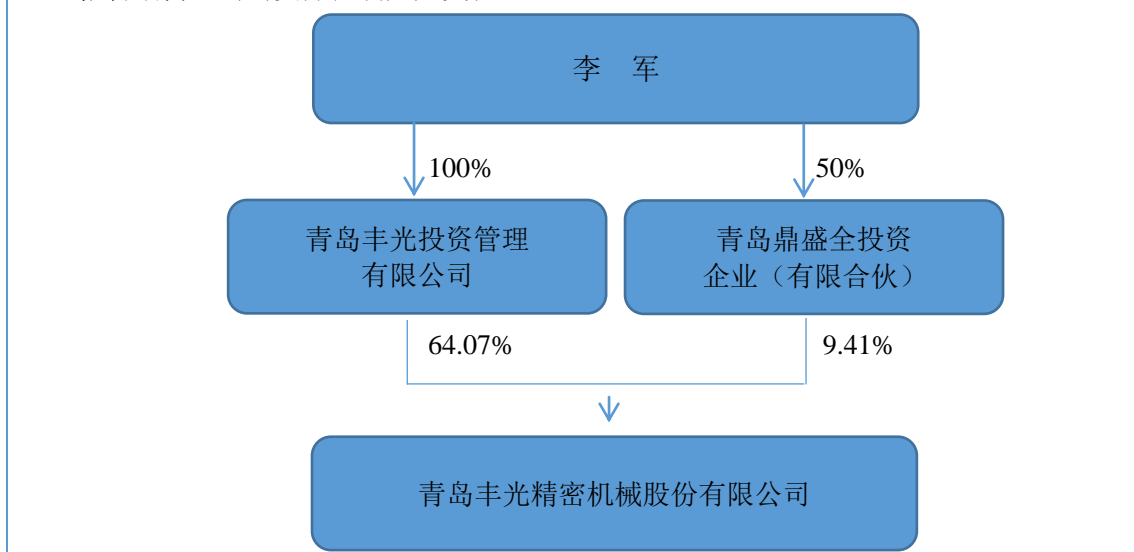 李 军
100%
50%
青岛丰光投资管理
有限公司
青岛鼎盛全投资
企业（有限合伙）
64.07%
9.41%
青岛丰光精密机械股份有限公司